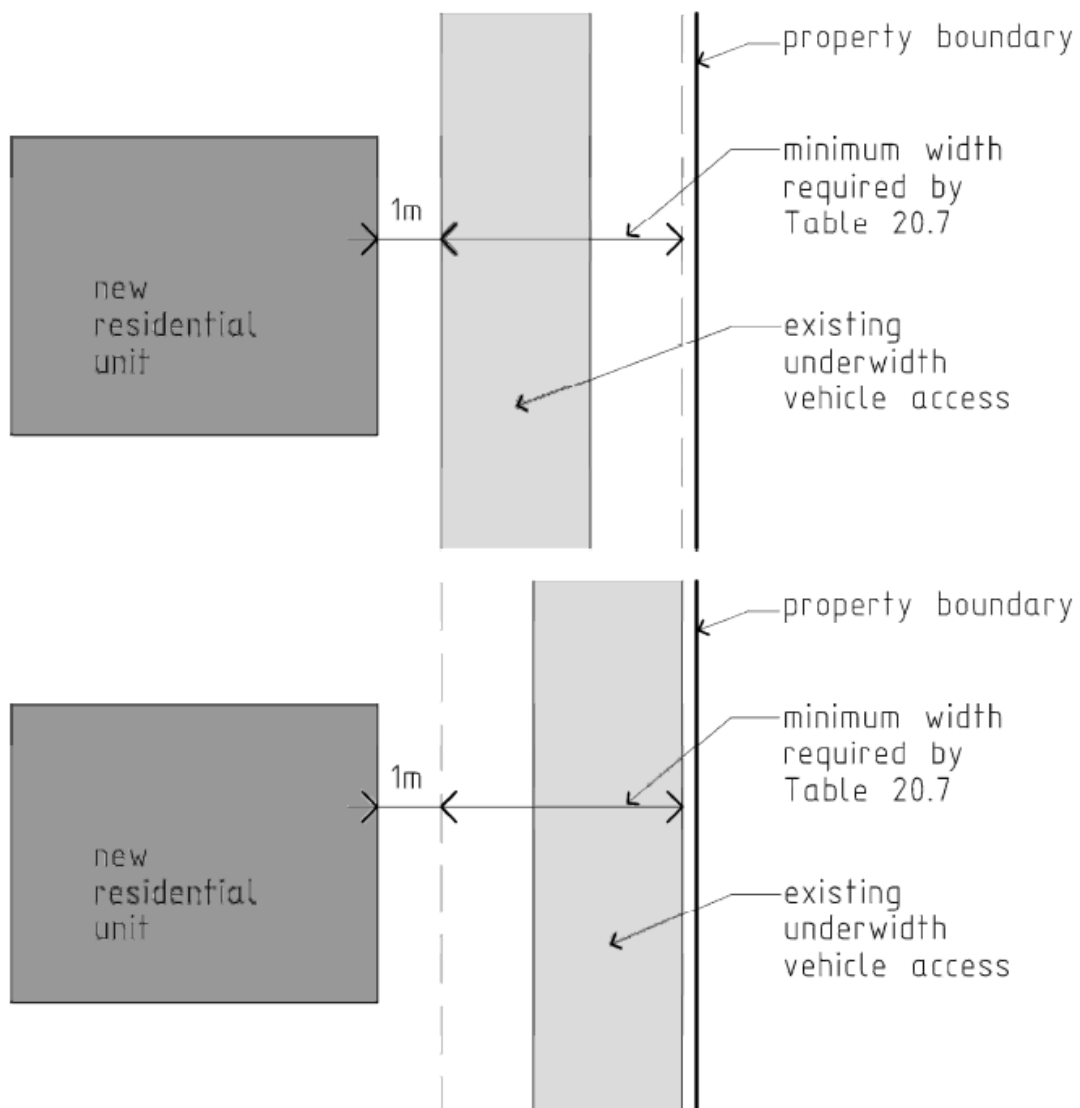 property boundary
minimum width
required by
Table 20.7
1m
new
residential
unit
existing
underwidth
vehicle access
property boundary
minimum width
required by
Table 20.7
1m
new
residential
unit
existing
underwidth
vehicle access